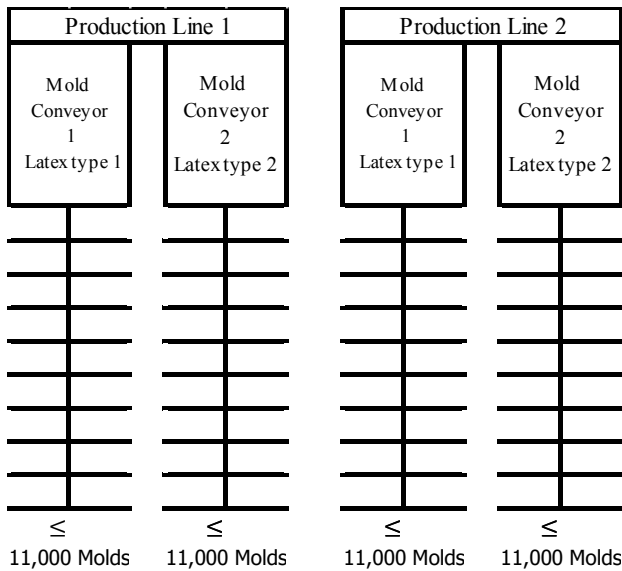 Production Line 1
Production Line 2
Mold
Conveyor
1
Latex type 1
Mold
Conveyor
2
Latex type 2
Mold
Conveyor
1
Latex type 1
Mold
Conveyor
2
Latex type 2
≤
11,000 Molds
≤
11,000 Molds
≤
11,000 Molds
≤
11,000 Molds